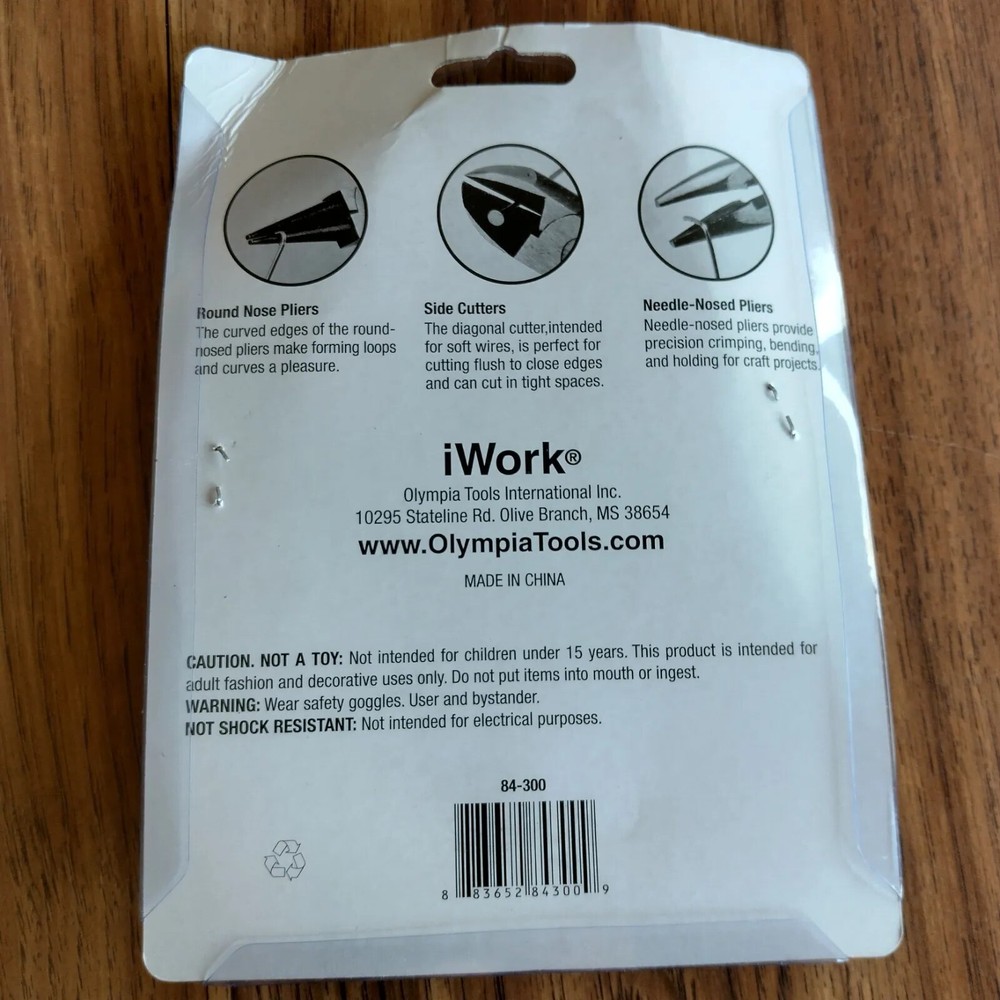 Round Nose Pliers
The curved edges of the round-
nosed pliers make forming loops
and curves a pleasure.
Side Cutters
The diagonal cutter,intended
for soft wires, is perfect for
cutting flush to close edges
and can cut in tight spaces.
Needle-Nosed Pliers
Needle-nosed pliers provide
precision crimping, bending,
and holding for craft projects.
iWork®
Olympia Tools International Inc.
10295 Stateline Rd. Olive Branch, MS 38654
www.OlympiaTools.com
MADE IN CHINA
CAUTION. NOT A TOY: Not intended for children under 15 years. This product is intended for
adult fashion and decorative uses only. Do not put items into mouth or ingest.
WARNING: Wear safety goggles. User and bystander.
NOT SHOCK RESISTANT: Not intended for electrical purposes.
84-300
8 83652 84300 9